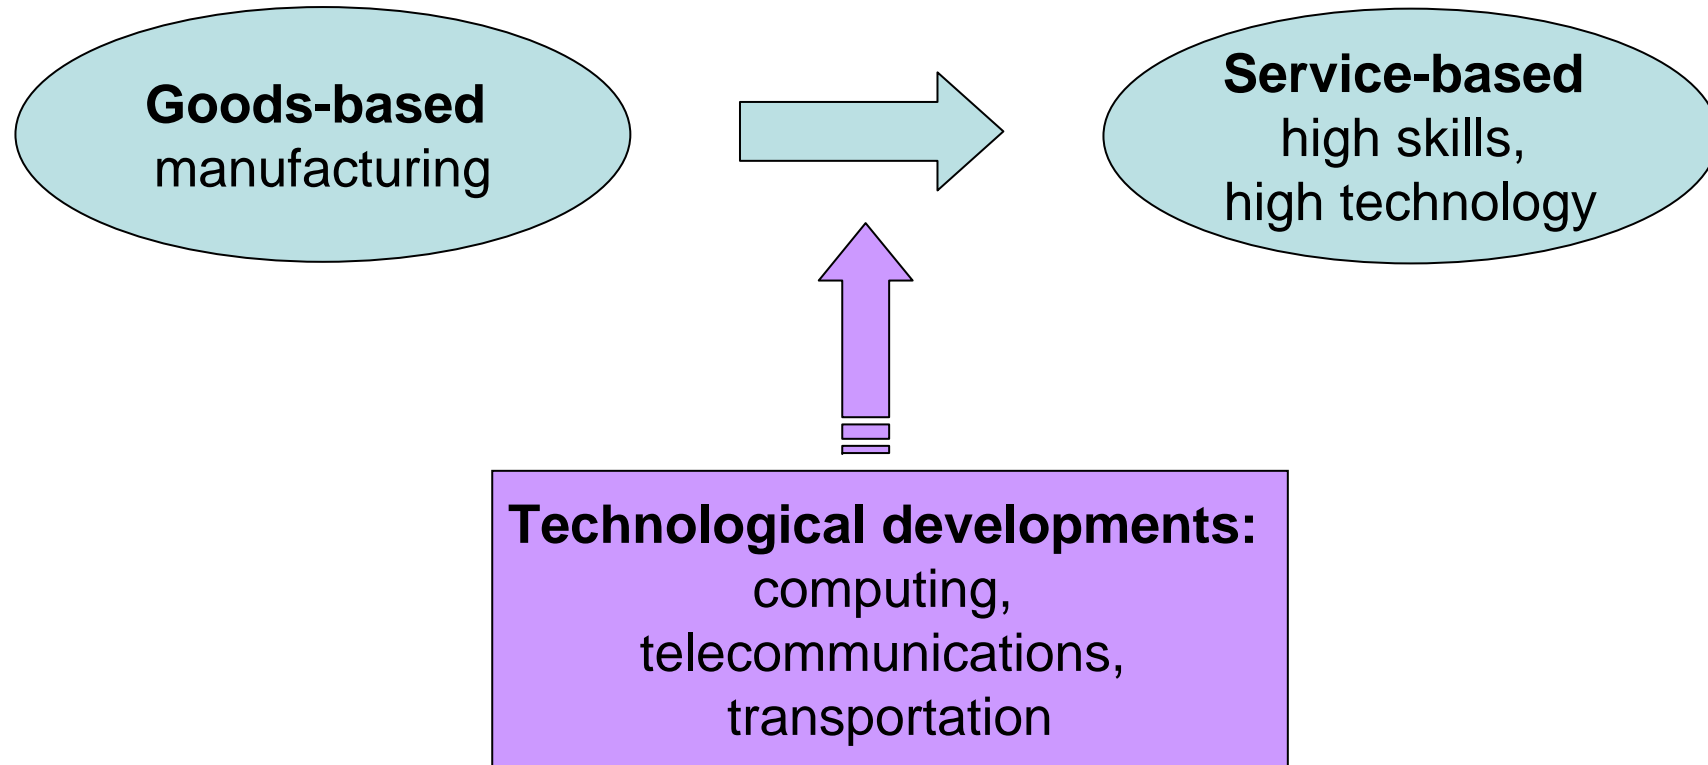 Goods-based
manufacturing
Service-based
high skills,
high technology
Technological developments:
computing,
telecommunications,
transportation